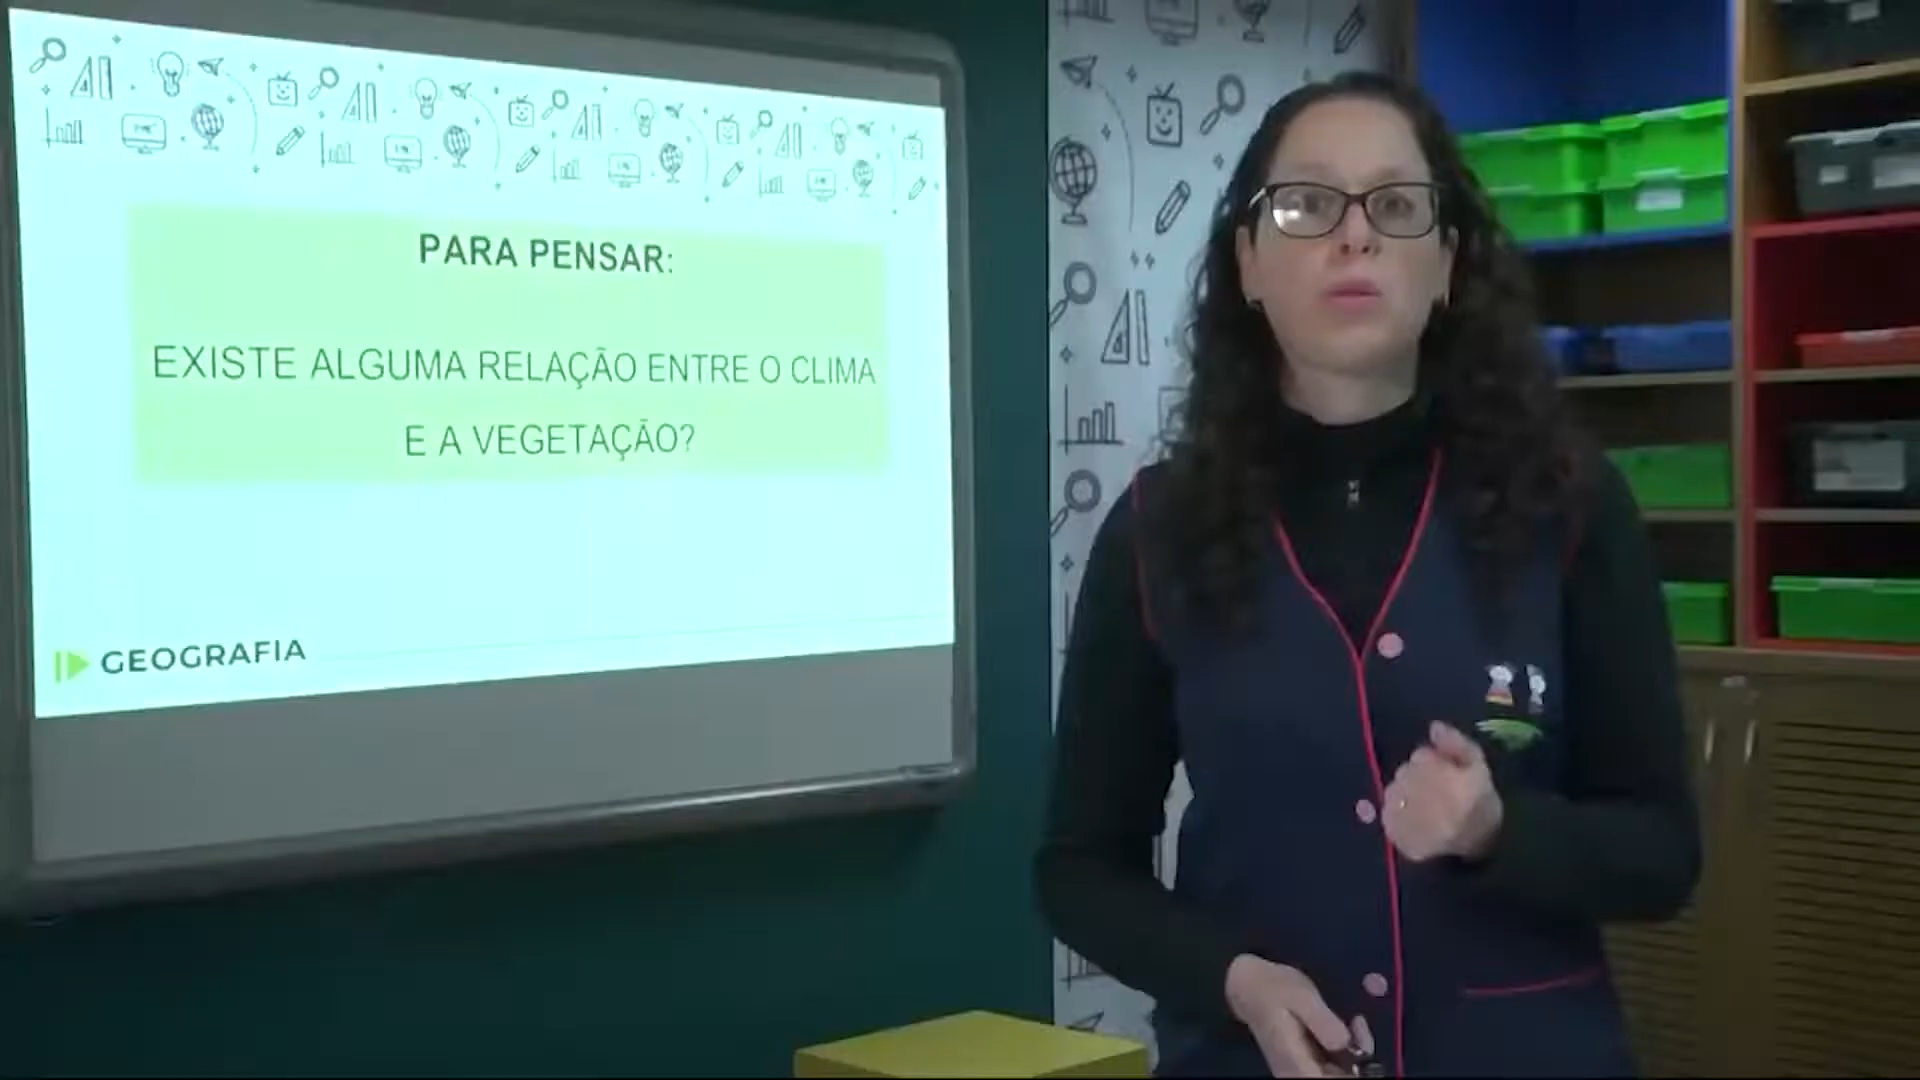 PARA PENSAR:
EXISTE ALGUMA RELAÇÃO ENTRE O CLIMA
E A VEGETAÇÃO?
GEOGRAFIA